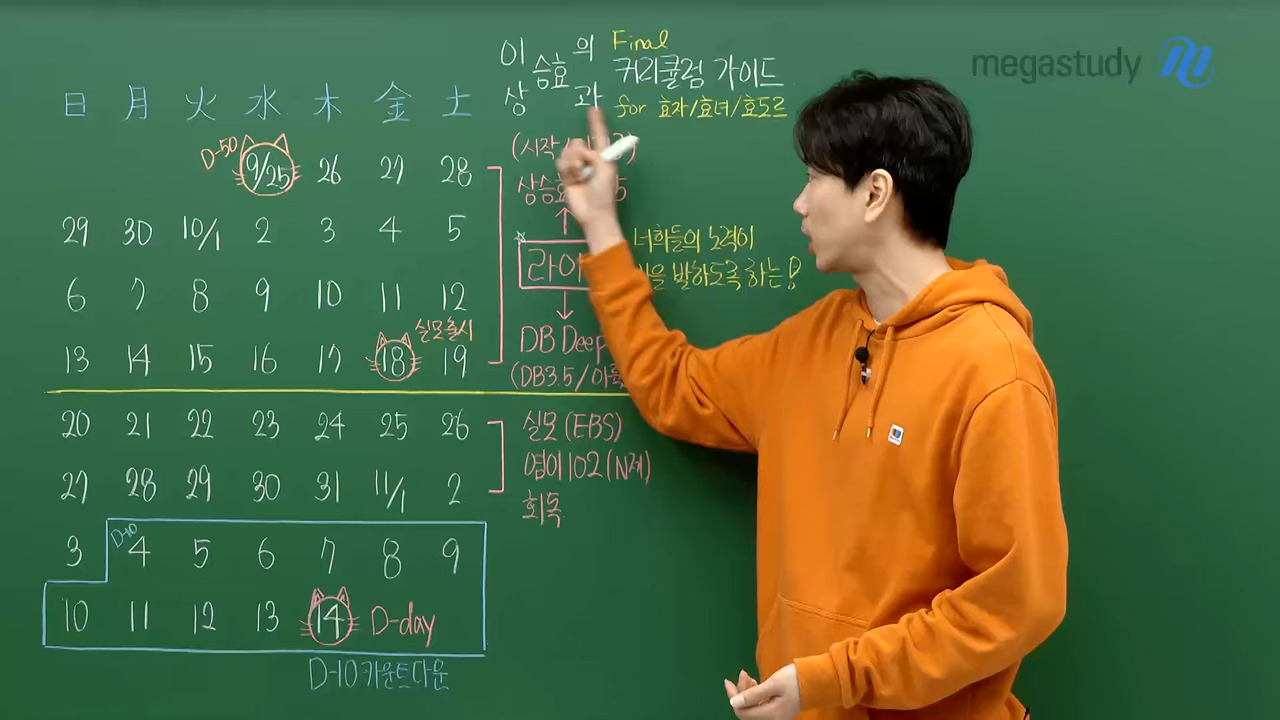 이승효의
상승효과
Final
커리큘럼 가이드
for 효자/효녀/효도르
megastudy
日 月 火 水 木 金 土
D-50
9/25 26 27 28
29 30 10/1 2 3 4 5
6 7 8 9 10 11 12
실모 출시
13 14 15 16 17 18 19
20 21 22 23 24 25 26
27 28 29 30 31 11/1 2
D-10
3 4 5 6 7 8 9
10 11 12 13 14 D-day
D-10 카운트다운
(시작
↑
너희들의 노력이
발하도록 하는!
↓
DB Deep
(DB3.5/
실모(EBS)
명이102(N제)
회독